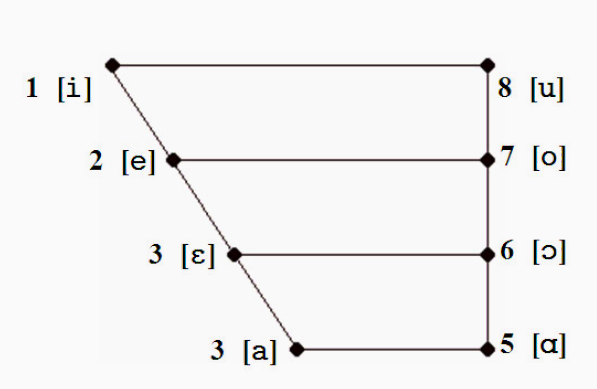 1 [i] 8 [u]
2 [e] 7 [o]
3 [ɛ] 6 [ɔ]
3 [a] 5 [ɑ]